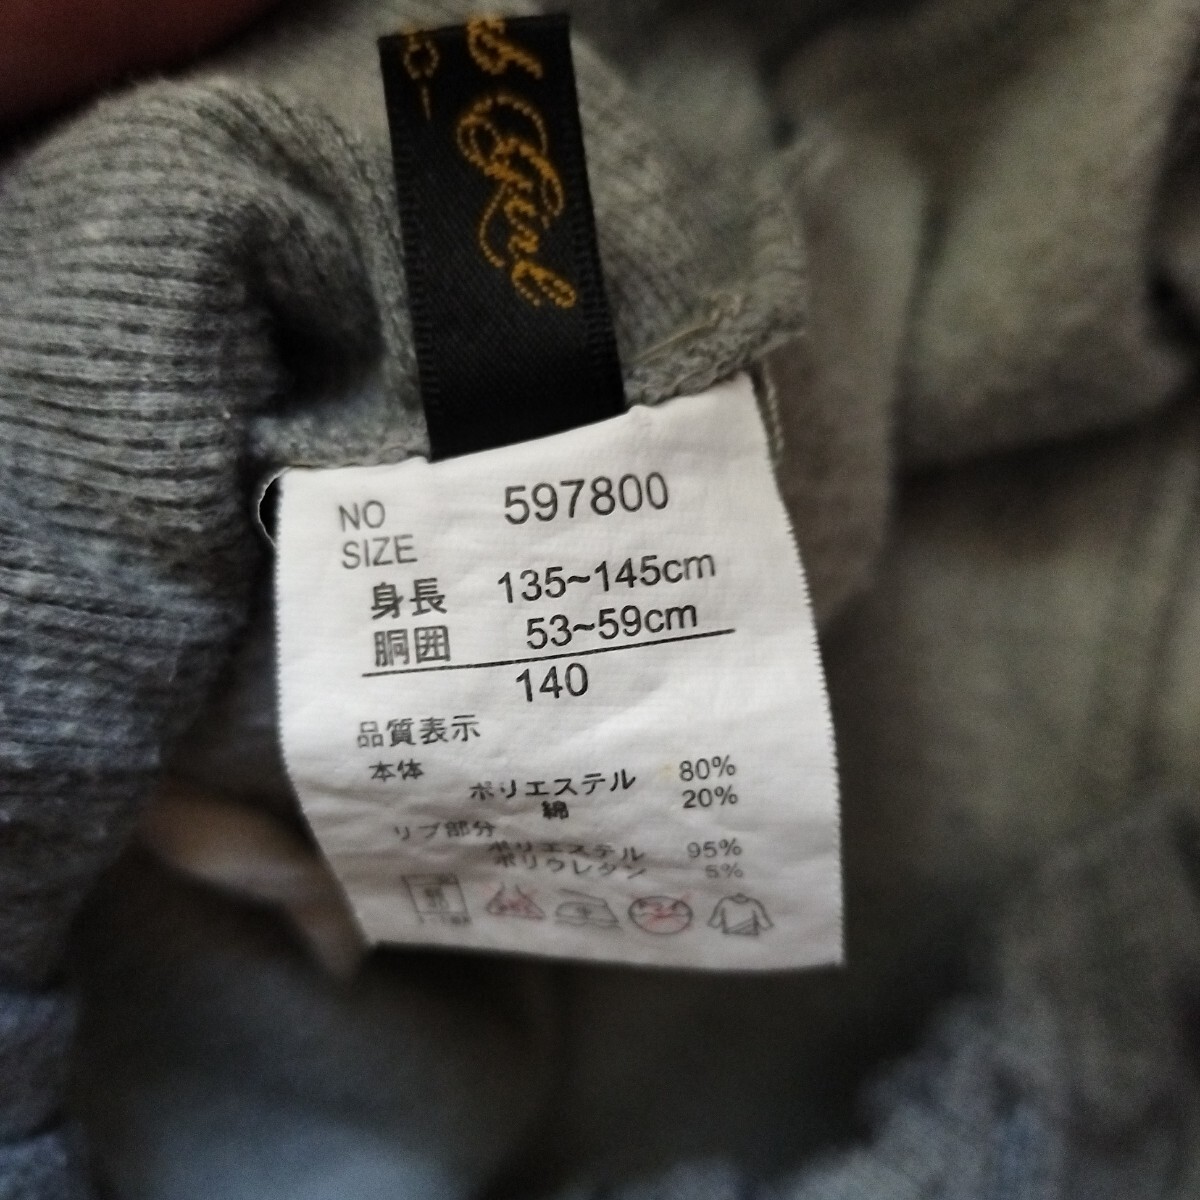 Girl
NO 597800
SIZE
身長 135~145cm
胴囲 53~59cm
140
品質表示
本体
ポリエステル 80%
綿 20%
リブ部分
ポリエステル 95%
ポリウレタン 5%